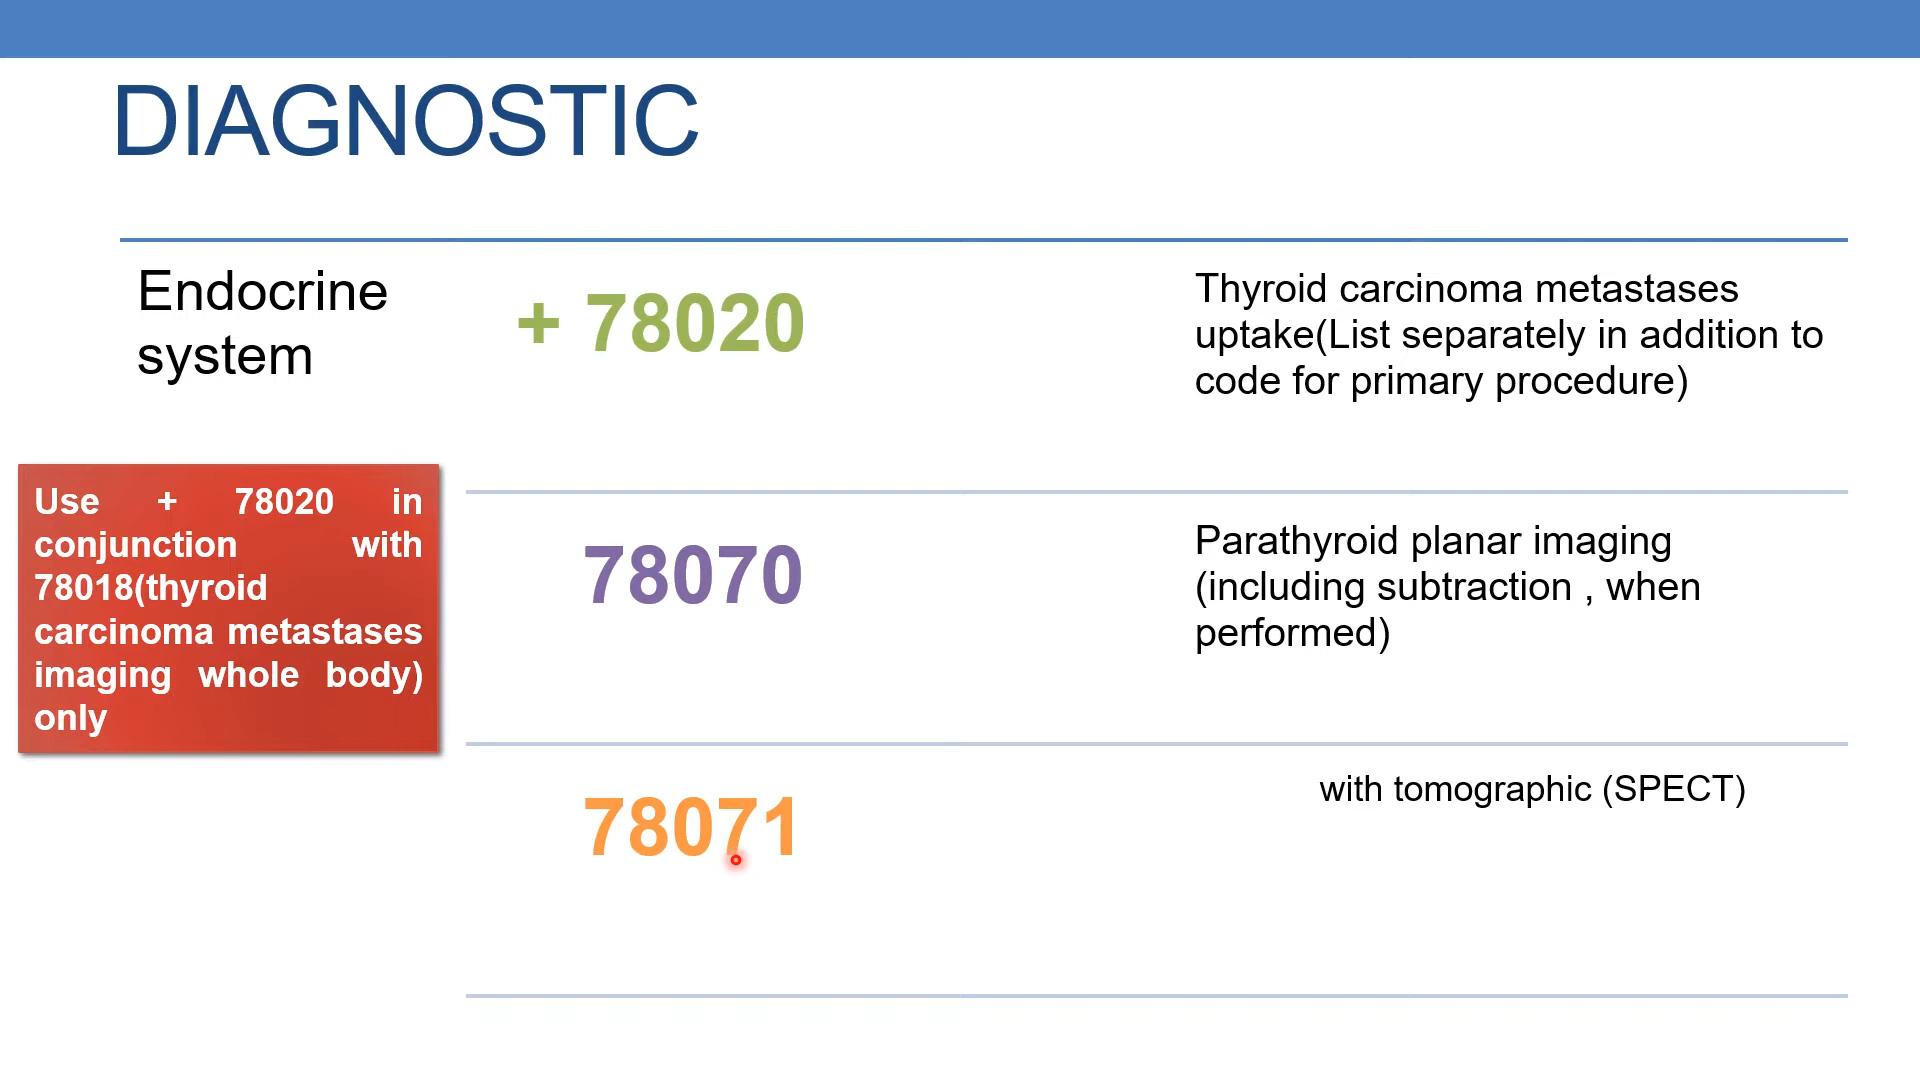 DIAGNOSTIC
Endocrine
system
+ 78020
Thyroid carcinoma metastases
uptake(List separately in addition to
code for primary procedure)
Use + 78020 in
conjunction with
78018(thyroid
carcinoma metastases
imaging whole body)
only
78070
Parathyroid planar imaging
(including subtraction , when
performed)
78071
with tomographic (SPECT)